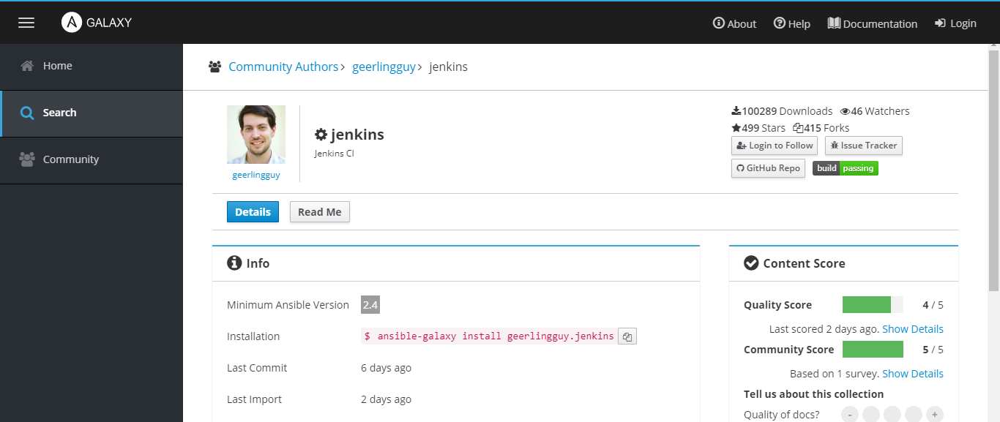 GALAXY
About Help Documentation Login
Home
Search
Community
Community Authors geerlingguy jenkins
geerlingguy
jenkins
Jenkins CI
100289 Downloads 46 Watchers
499 Stars 415 Forks
Login to Follow Issue Tracker
GitHub Repo build passing
Details Read Me
Info
Minimum Ansible Version 2.4
Installation $ ansible-galaxy install geerlingguy.jenkins
Last Commit 6 days ago
Last Import 2 days ago
Content Score
Quality Score 4 / 5
Last scored 2 days ago. Show Details
Community Score 5 / 5
Based on 1 survey. Show Details
Tell us about this collection
Quality of docs? - +